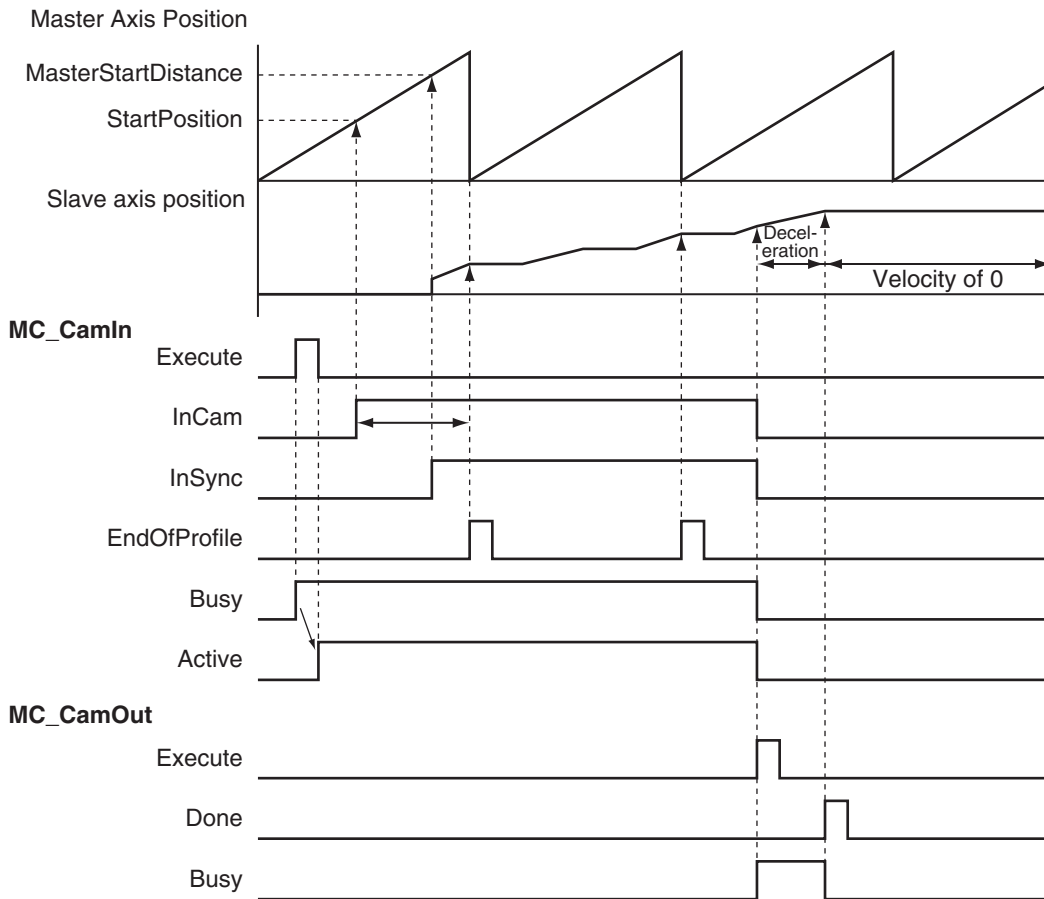 Master Axis Position
MasterStartDistance
StartPosition
Slave axis position
Decel-
eration
Velocity of 0
MC_CamIn
Execute
InCam
InSync
EndOfProfile
Busy
Active
MC_CamOut
Execute
Done
Busy